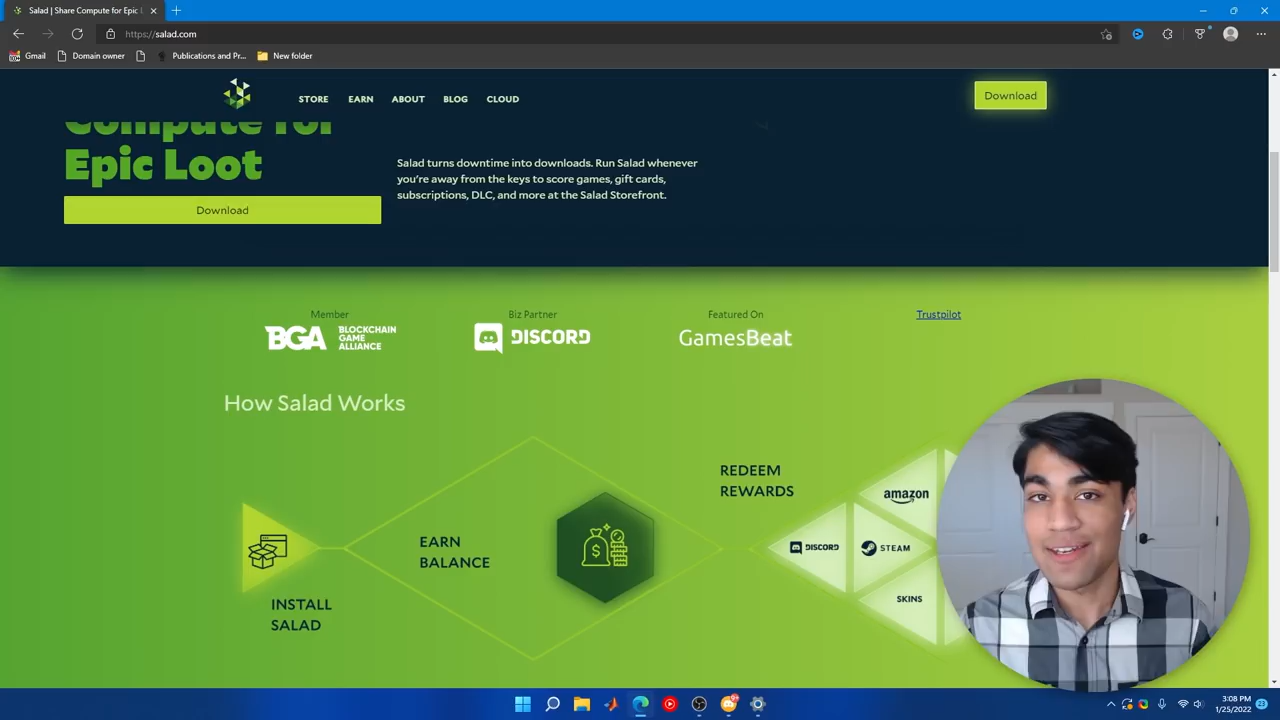 Salad | Share Compute for Epic L
https://salad.com
Gmail
Domain owner
Publications and Pr...
New folder
STORE
EARN
ABOUT
BLOG
CLOUD
Download
Compute for
Epic Loot
Download
Salad turns downtime into downloads. Run Salad whenever
you're away from the keys to score games, gift cards,
subscriptions, DLC, and more at the Salad Storefront.
Member
BGA BLOCKCHAIN
GAME
ALLIANCE
Biz Partner
DISCORD
Featured On
GamesBeat
Trustpilot
How Salad Works
INSTALL
SALAD
EARN
BALANCE
$
REDEEM
REWARDS
amazon
DISCORD
STEAM
SKINS
3:08 PM
1/25/2022